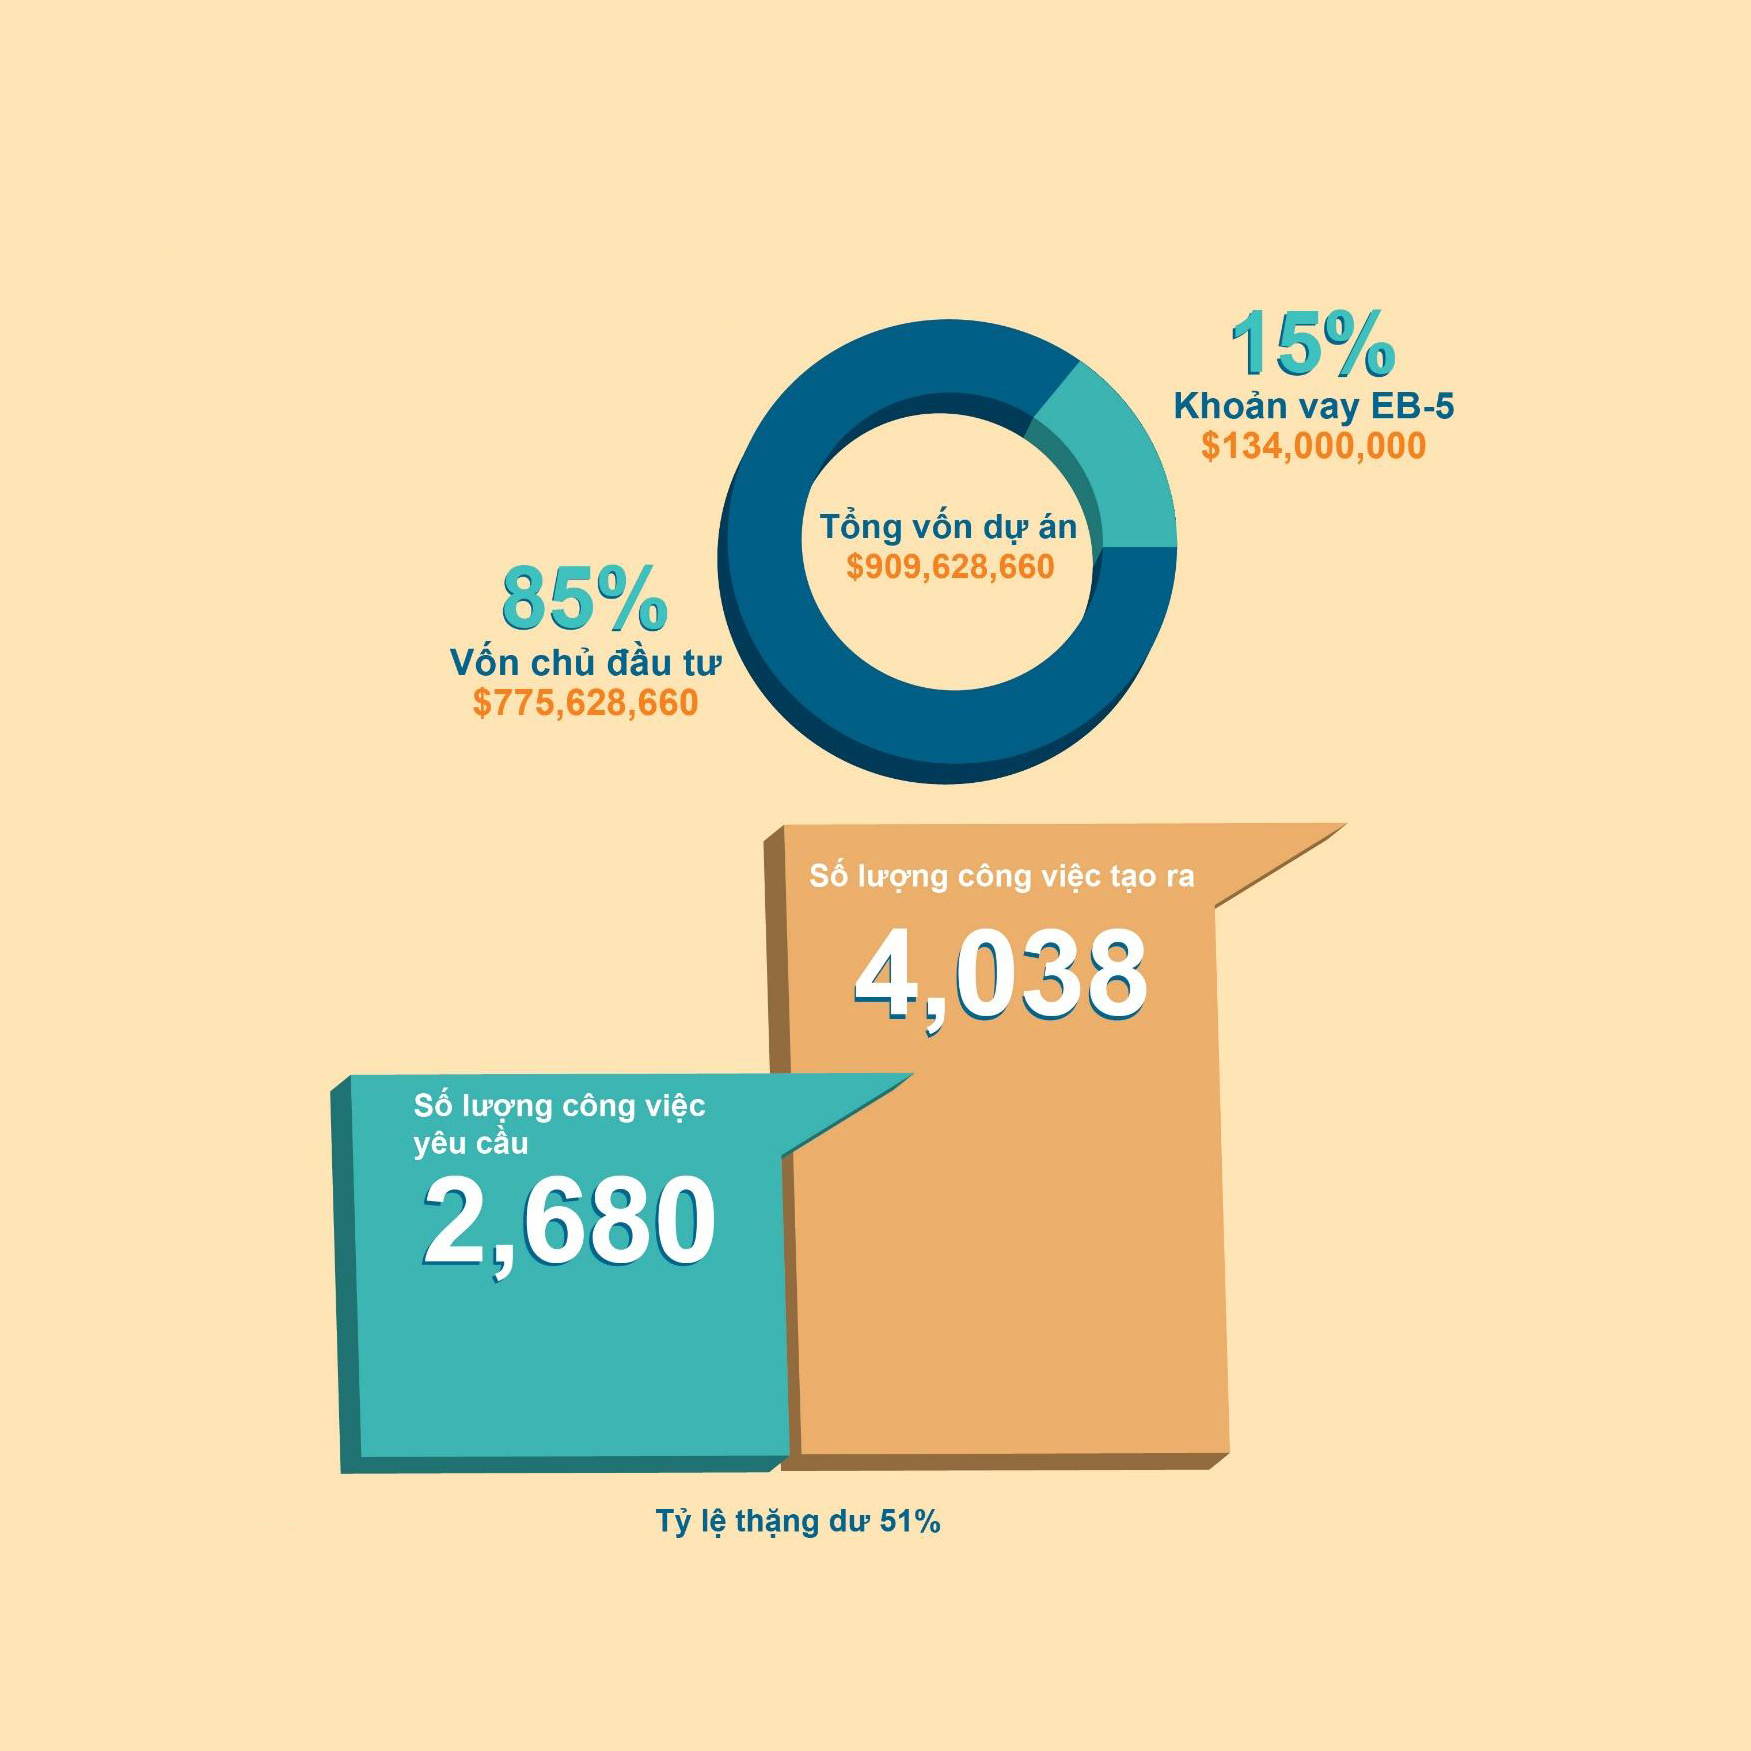 15%
Khoản vay EB-5
$134,000,000
Tổng vốn dự án
$909,628,660
85%
Vốn chủ đầu tư
$775,628,660
Số lượng công việc tạo ra
4,038
Số lượng công việc
yêu cầu
2,680
Tỷ lệ thặng dư 51%